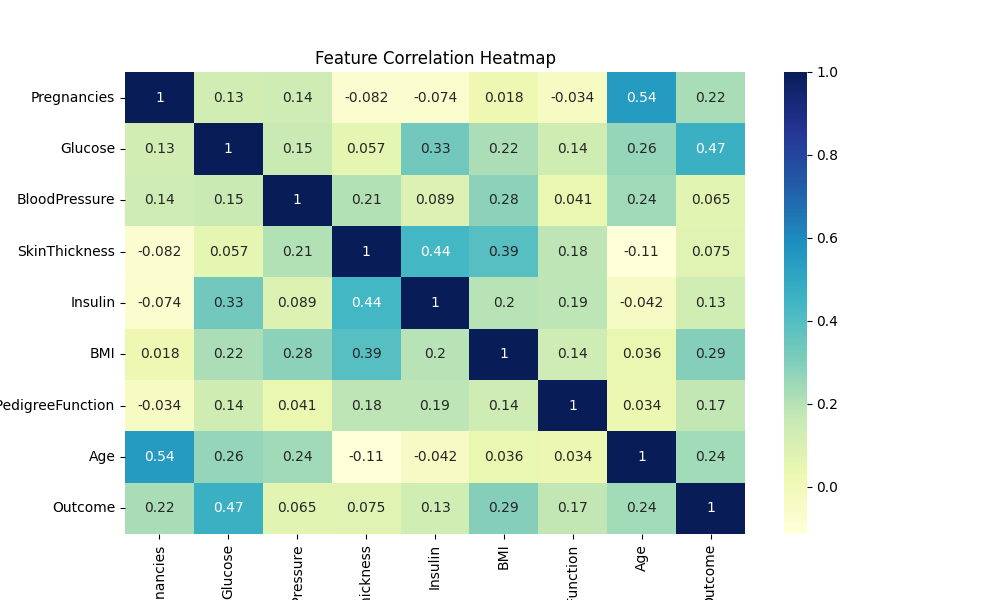 Feature Correlation Heatmap
Pregnancies 1 0.13 0.14 -0.082 -0.074 0.018 -0.034 0.54 0.22
Glucose 0.13 1 0.15 0.057 0.33 0.22 0.14 0.26 0.47
BloodPressure 0.14 0.15 1 0.21 0.089 0.28 0.041 0.24 0.065
SkinThickness -0.082 0.057 0.21 1 0.44 0.39 0.18 -0.11 0.075
Insulin -0.074 0.33 0.089 0.44 1 0.2 0.19 -0.042 0.13
BMI 0.018 0.22 0.28 0.39 0.2 1 0.14 0.036 0.29
PedigreeFunction -0.034 0.14 0.041 0.18 0.19 0.14 1 0.034 0.17
Age 0.54 0.26 0.24 -0.11 -0.042 0.036 0.034 1 0.24
Outcome 0.22 0.47 0.065 0.075 0.13 0.29 0.17 0.24 1
nancies
Glucose
Pressure
hickness
Insulin
BMI
Function
Age
Outcome
1.0
0.8
0.6
0.4
0.2
0.0